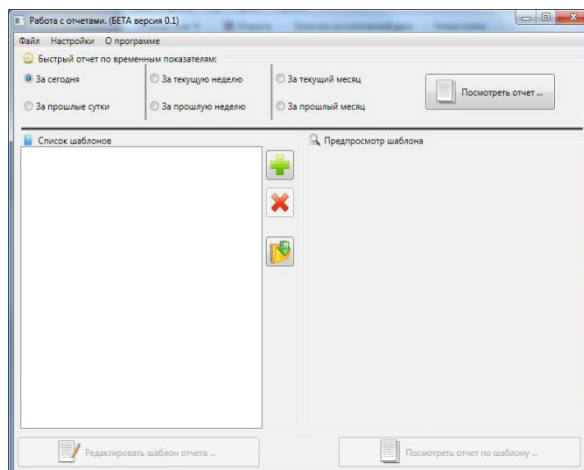 Работа с отчетами. (БЕТА версия 0.1)
Файл Настройки О программе
Быстрый отчет по временным показателям:
За сегодня За текущую неделю За текущий месяц
Посмотреть отчет ...
За прошлые сутки За прошлую неделю За прошлый месяц
Список шаблонов Предпросмотр шаблона
Редактировать шаблон отчета ... Посмотреть отчет по шаблону ...